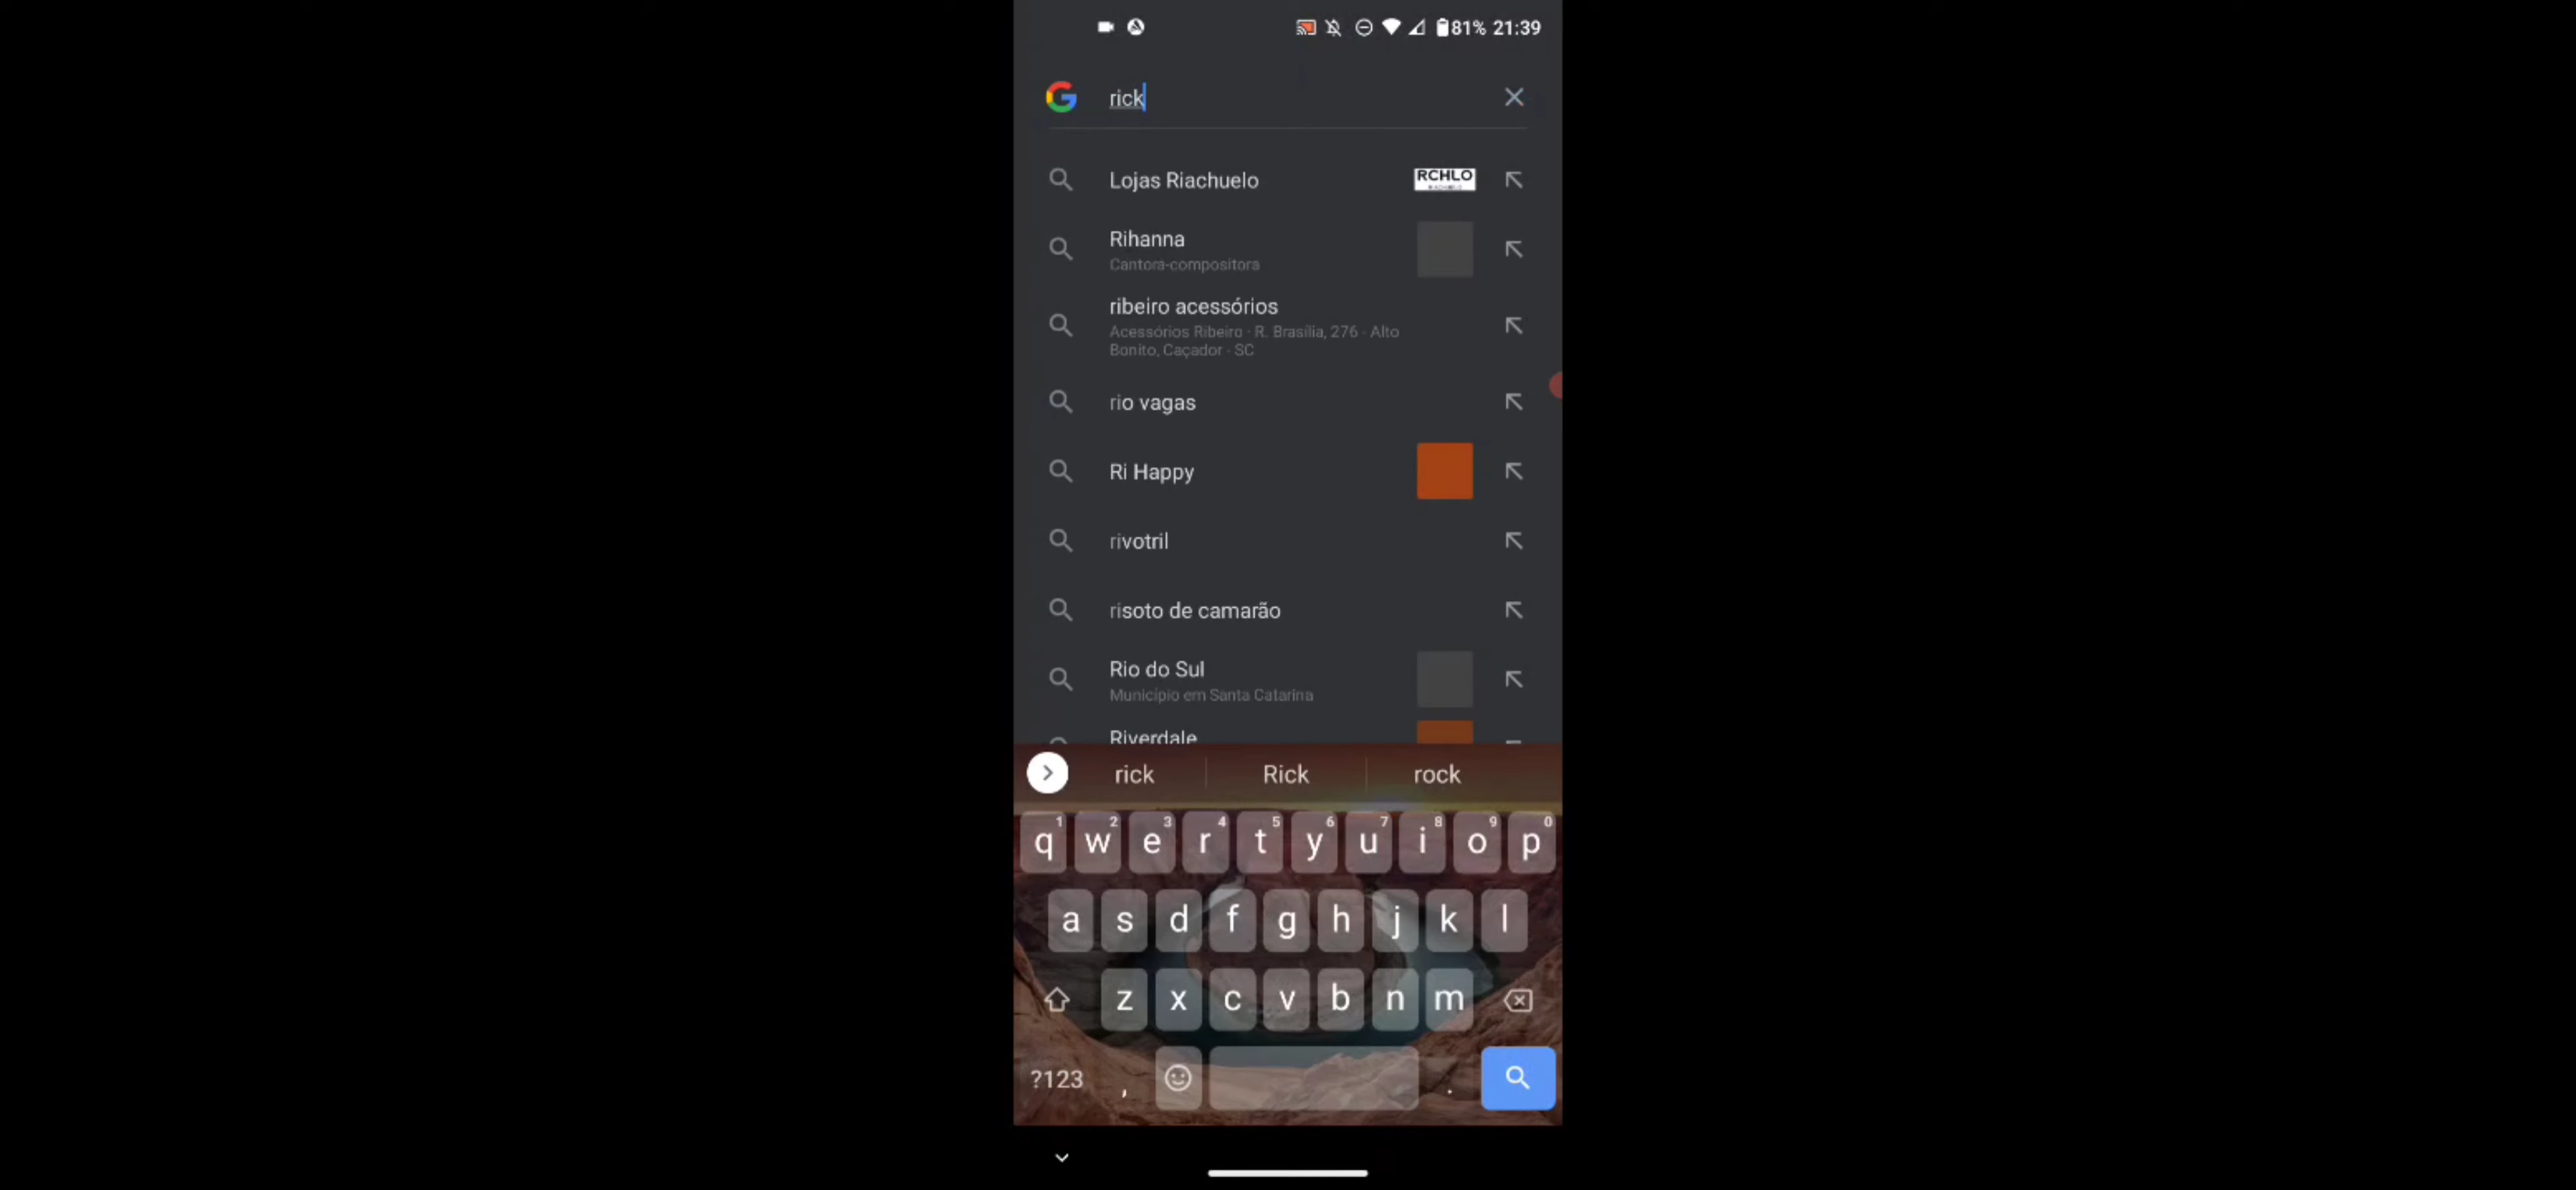 81% 21:39
rick
Lojas Riachuelo
RCHLO
Rihanna
Cantora-compositora
ribeiro acessórios
Acessórios Ribeiro · R. Brasília, 276 - Alto
Bonito, Caçador · SC
rio vagas
Ri Happy
rivotril
risoto de camarão
Rio do Sul
Município em Santa Catarina
Riverdale
rick Rick rock
1 2 3 4 5 6 7 8 9 0
q w e r t y u i o p
a s d f g h j k l
z x c v b n m
?123 , .